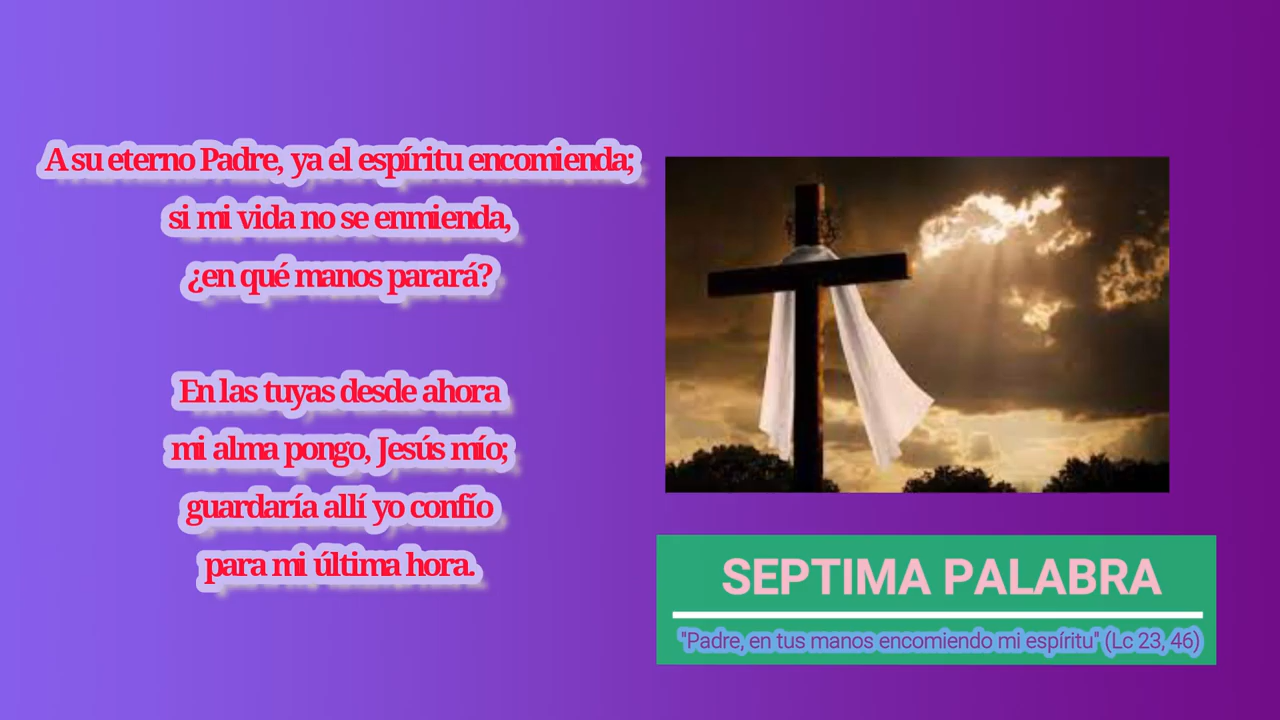 A su eterno Padre, ya el espíritu encomienda;
si mi vida no se enmienda,
¿en qué manos parará?
En las tuyas desde ahora
mi alma pongo, Jesús mío;
guardaría allí yo confío
para mi última hora.
SEPTIMA PALABRA
"Padre, en tus manos encomiendo mi espíritu" (Lc 23, 46)